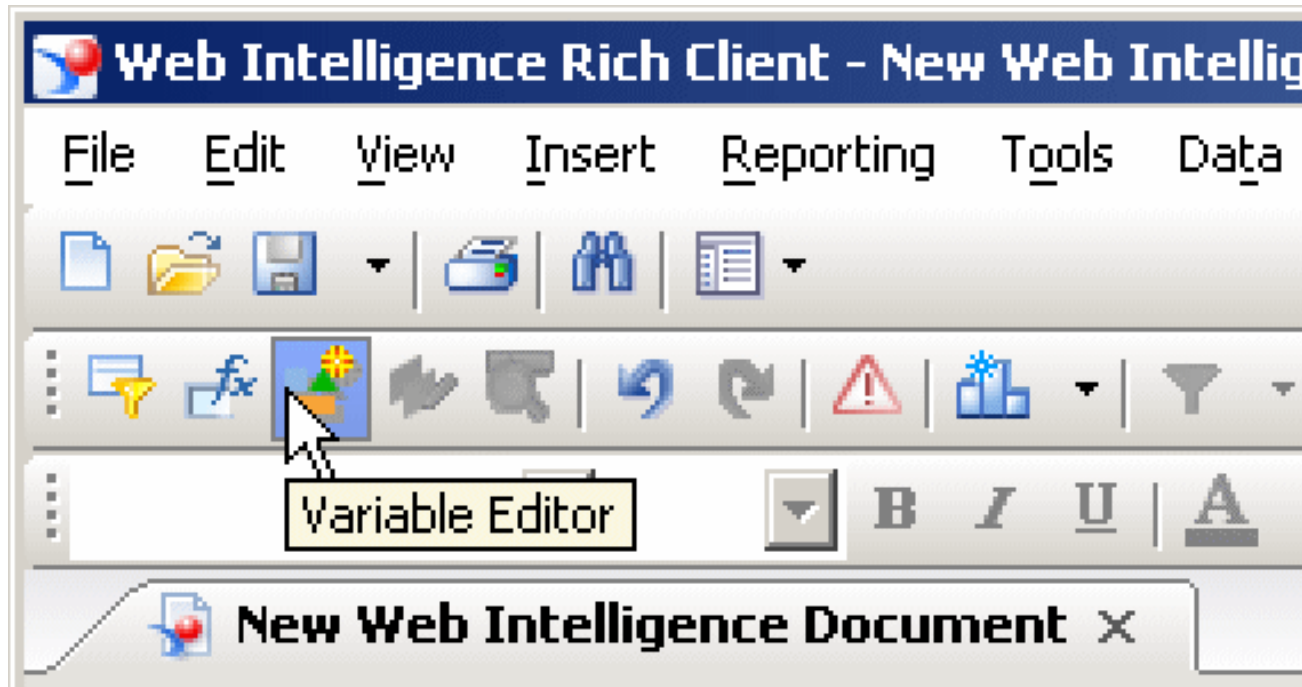 Web Intelligence Rich Client - New Web Intellig
File Edit View Insert Reporting Tools Data
fx
B I U A
Variable Editor
New Web Intelligence Document